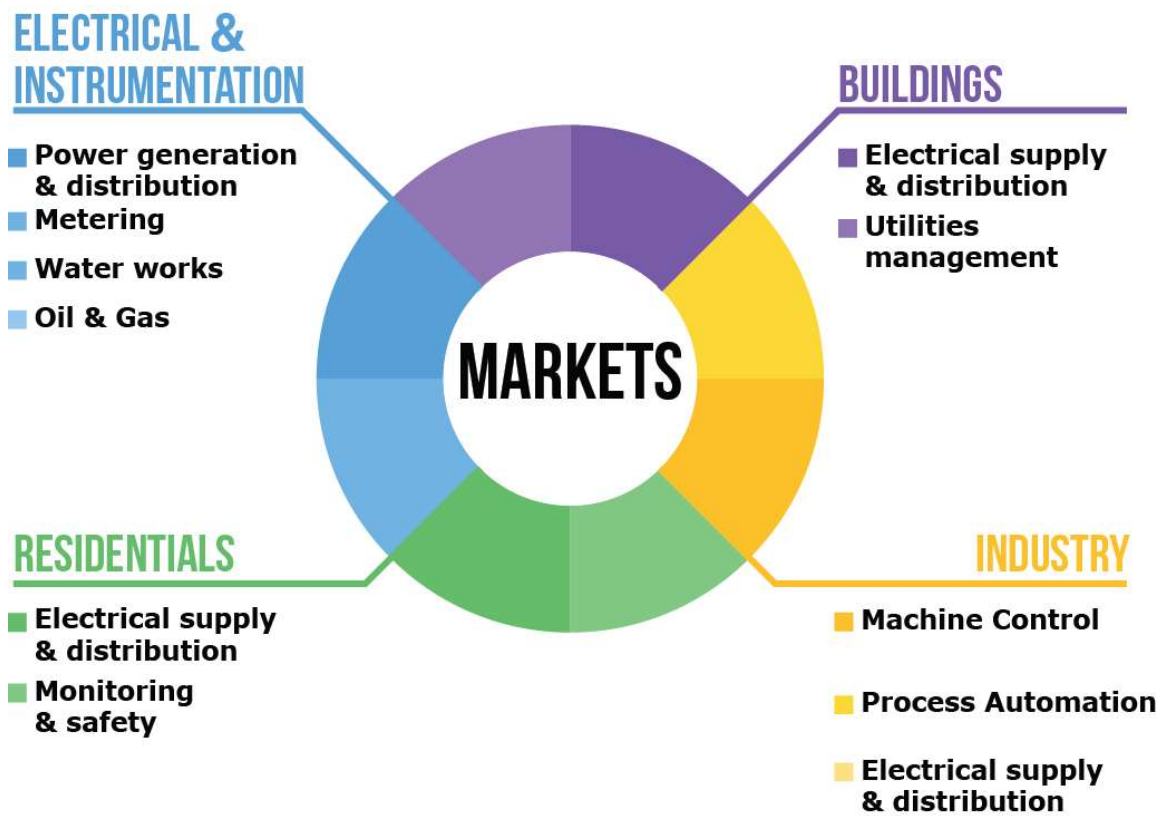 ELECTRICAL &
INSTRUMENTATION
Power generation
& distribution
Metering
Water works
Oil & Gas
BUILDINGS
Electrical supply
& distribution
Utilities
management
MARKETS
RESIDENTIALS
Electrical supply
& distribution
Monitoring
& safety
INDUSTRY
Machine Control
Process Automation
Electrical supply
& distribution